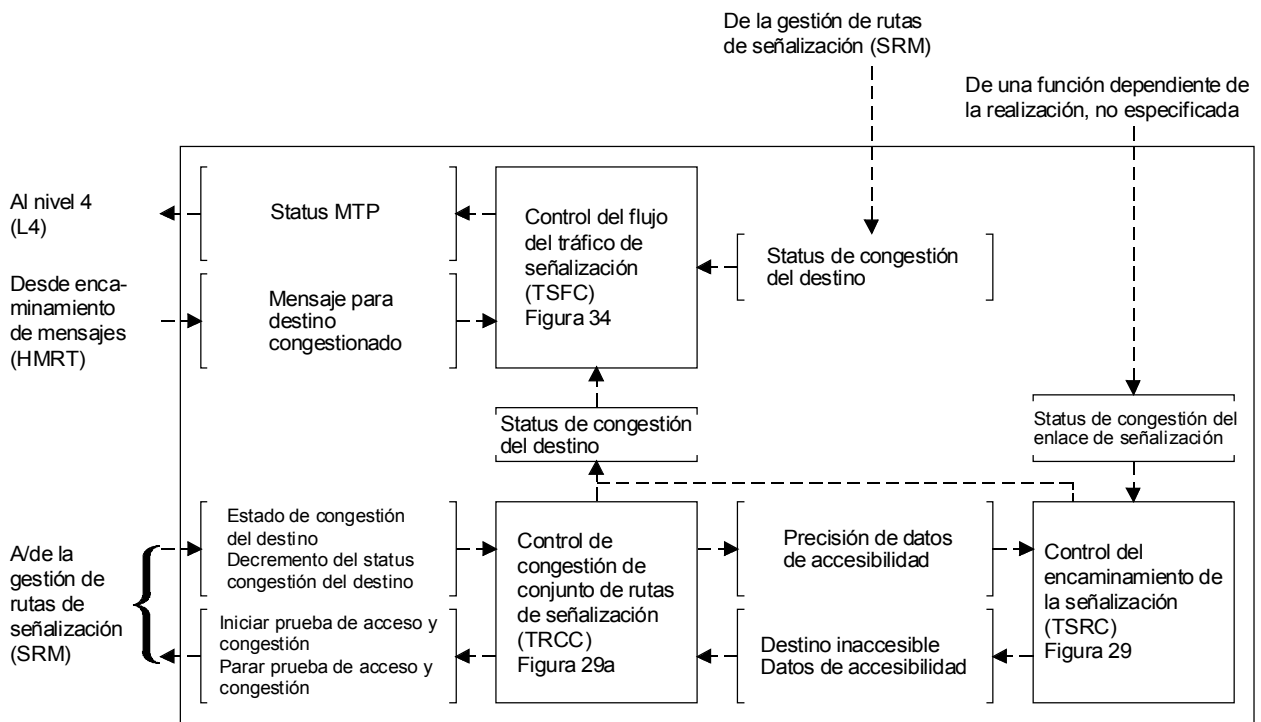 De la gestión de rutas
de señalización (SRM)
De una función dependiente de
la realización, no especificada
Al nivel 4
(L4)
Status MTP
Control del flujo
del tráfico de
señalización
(TSFC)
Figura 34
Status de congestión
del destino
Desde enca-
minamiento
de mensajes
(HMRT)
Mensaje para
destino
congestionado
Status de congestión
del destino
Status de congestión del
enlace de señalización
A/de la
gestión de
rutas de
señalización
(SRM)
Estado de congestión
del destino
Decremento del status
congestión del destino
Iniciar prueba de acceso y
congestión
Parar prueba de acceso y
congestión
Control de
congestión de
conjunto de rutas
de señalización
(TRCC)
Figura 29a
Precisión de datos
de accesibilidad
Destino inaccesible
Datos de accesibilidad
Control del
encaminamiento de
la señalización
(TSRC)
Figura 29